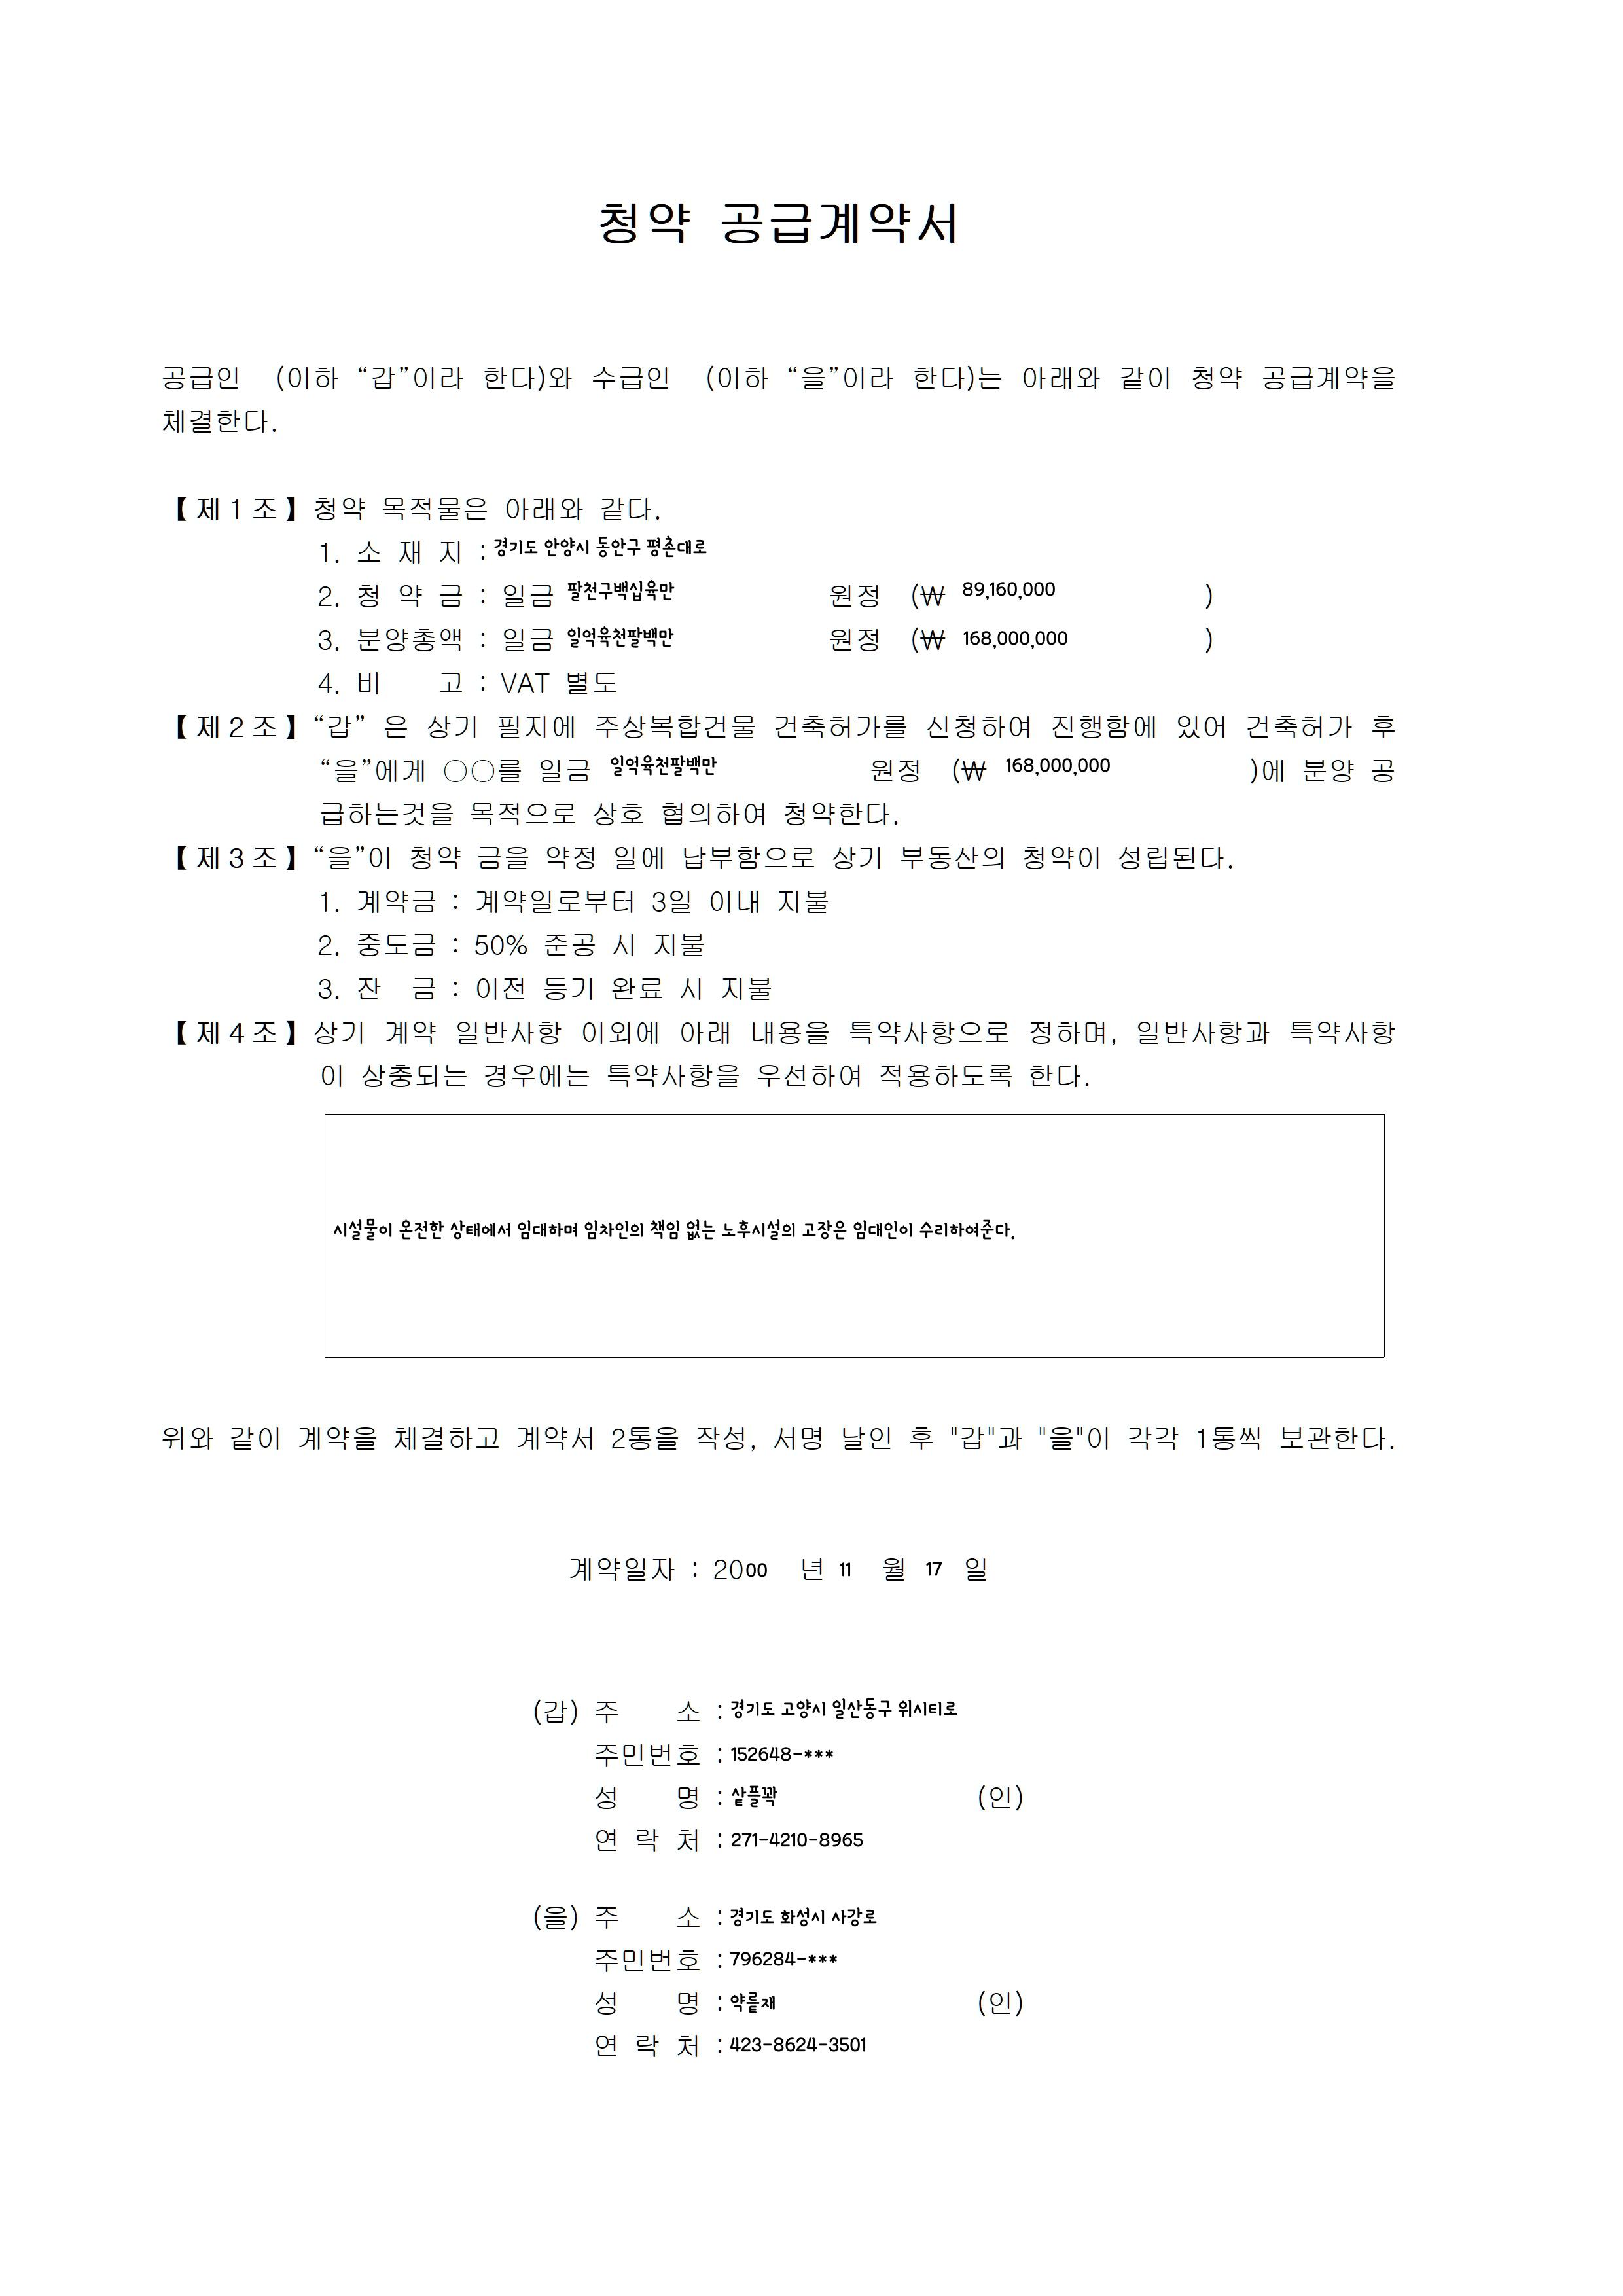 청약 공급계약서
공급인 (이하 “갑”이라 한다)와 수급인 (이하 “을”이라 한다)는 아래와 같이 청약 공급계약을
체결한다.
【 제 1 조 】 청약 목적물은 아래와 같다.
1. 소 재 지 : 경기도 안양시 동안구 평촌대로
2. 청 약 금 : 일금 팔천구백십육만 원정 (₩ 89,160,000 )
3. 분양총액 : 일금 일억육천팔백만 원정 (₩ 168,000,000 )
4. 비 고 : VAT 별도
【 제 2 조 】 “갑” 은 상기 필지에 주상복합건물 건축허가를 신청하여 진행함에 있어 건축허가 후
“을”에게 ○○를 일금 일억육천팔백만 원정 (₩ 168,000,000 )에 분양 공
급하는것을 목적으로 상호 협의하여 청약한다.
【 제 3 조 】 “을”이 청약 금을 약정 일에 납부함으로 상기 부동산의 청약이 성립된다.
1. 계약금 : 계약일로부터 3일 이내 지불
2. 중도금 : 50% 준공 시 지불
3. 잔 금 : 이전 등기 완료 시 지불
【 제 4 조 】 상기 계약 일반사항 이외에 아래 내용을 특약사항으로 정하며, 일반사항과 특약사항
이 상충되는 경우에는 특약사항을 우선하여 적용하도록 한다.
시설물이 온전한 상태에서 임대하며 임차인의 책임 없는 노후시설의 고장은 임대인이 수리하여준다.
위와 같이 계약을 체결하고 계약서 2통을 작성, 서명 날인 후 "갑"과 "을"이 각각 1통씩 보관한다.
계약일자 : 2000 년 11 월 17 일
(갑) 주 소 : 경기도 고양시 일산동구 위시티로
주민번호 : 152648-***
성 명 : 샅플꽉 (인)
연 락 처 : 271-4210-8965
(을) 주 소 : 경기도 화성시 사강로
주민번호 : 796284-***
성 명 : 약륱재 (인)
연 락 처 : 423-8624-3501